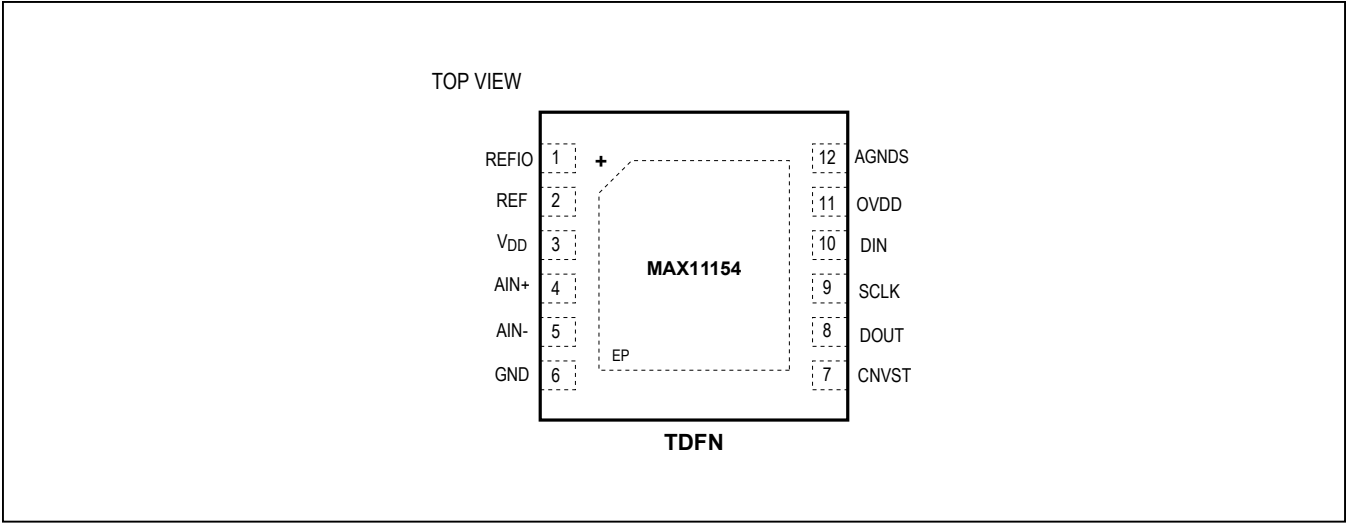 TOP VIEW
REFIO 1 + 12 AGNDS
REF 2 11 OVDD
VDD 3 10 DIN
MAX11154
AIN+ 4 9 SCLK
AIN- 5 8 DOUT
EP
GND 6 7 CNVST
TDFN